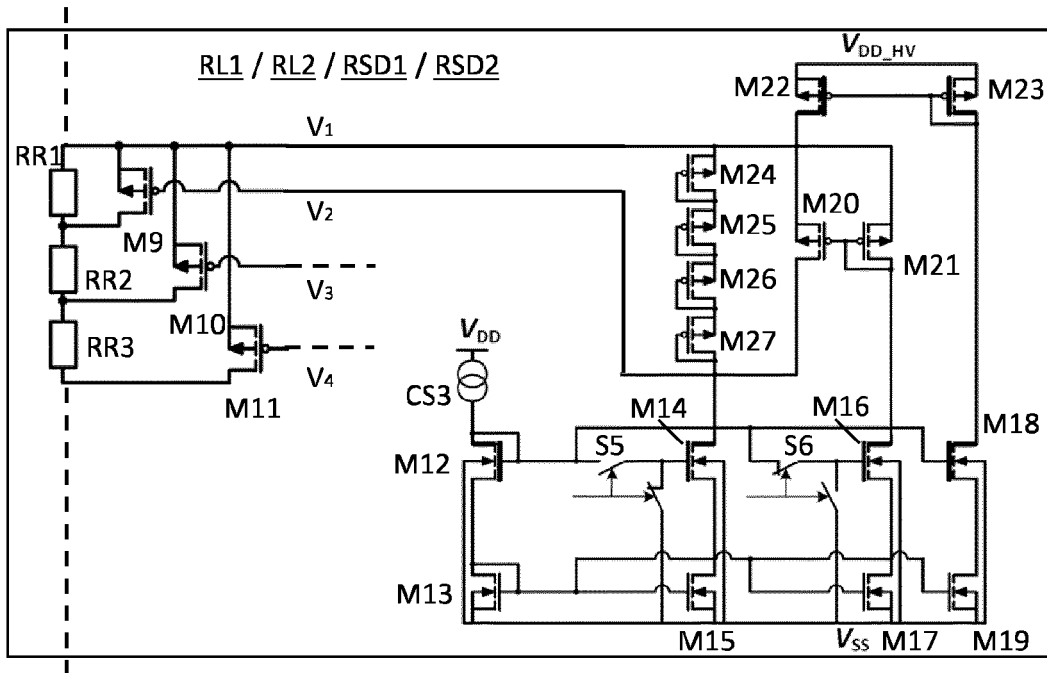 RL1 / RL2 / RSD1 / RSD2
V_DD_HV
M22
M23
V1
RR1
M24
V2
M20
M9
M25
M21
RR2
M26
V3
M10
RR3
V_DD
M27
V4
CS3
M11
M14
M16
M18
M12
S5
S6
M13
M15
V_SS
M17
M19